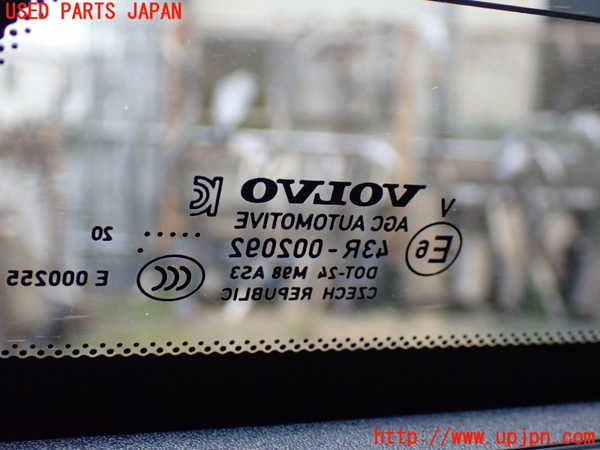 USED PARTS JAPAN
VOLVO
V
AGC AUTOMOTIVE
43R - 002092
DOT-24 M98 AS3
CZECH REPUBLIC
E6
CCC
20
E 000255
http://www.upjpn.com/